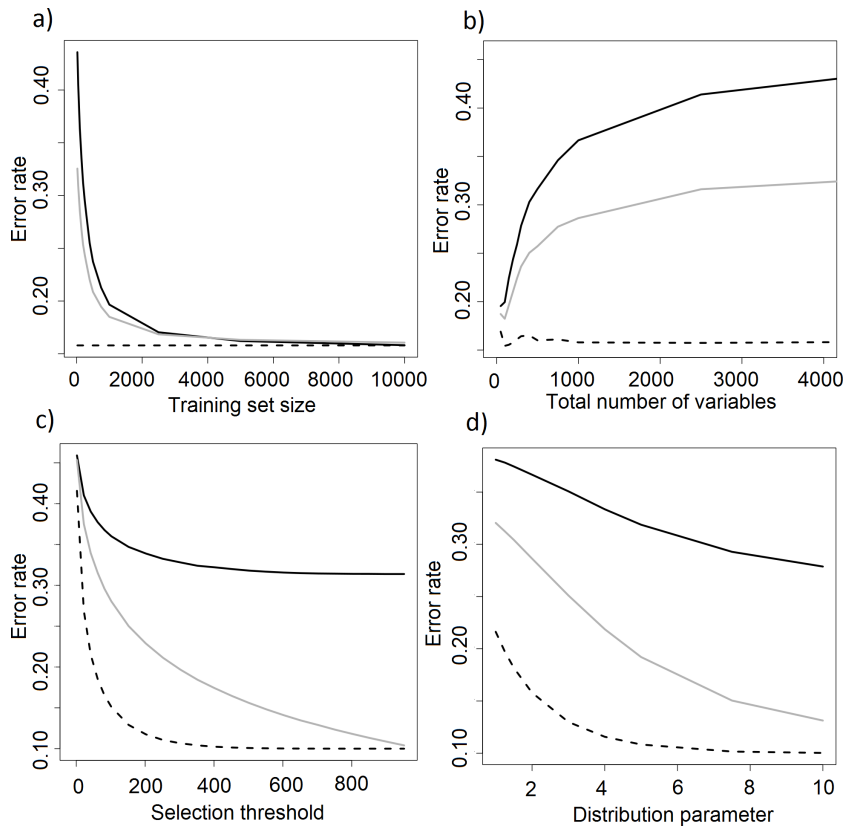 a)
Error rate
0.20 0.30 0.40
0 2000 4000 6000 8000 10000
Training set size
b)
Error rate
0.20 0.30 0.40
0 1000 2000 3000 4000
Total number of variables
c)
Error rate
0.10 0.20 0.30 0.40
0 200 400 600 800
Selection threshold
d)
Error rate
0.10 0.20 0.30
2 4 6 8 10
Distribution parameter